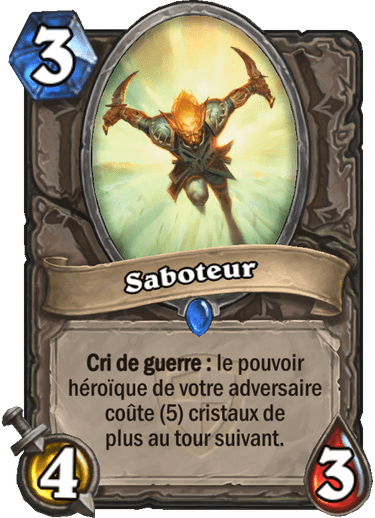 3
Saboteur
Cri de guerre : le pouvoir
héroïque de votre adversaire
coûte (5) cristaux de
plus au tour suivant.
4
3